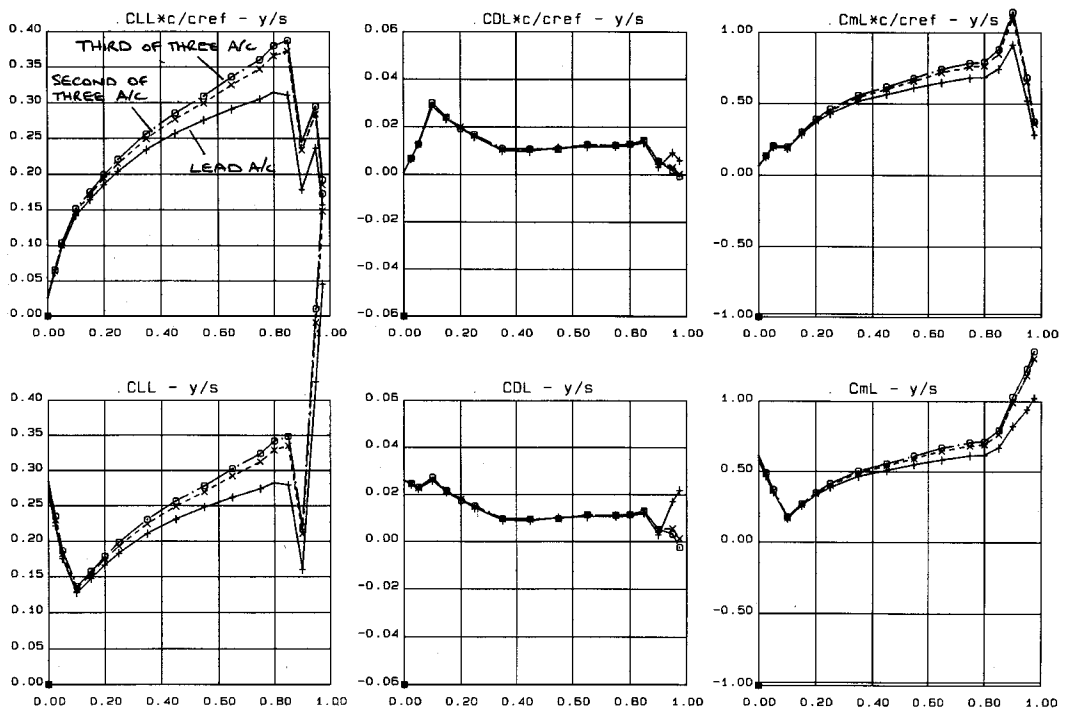 CLL*c/cref - y/s
0.40
0.35
0.30
0.25
0.20
0.15
0.10
0.05
0.00
0.00 0.20 0.40 0.60 0.80 1.00
THIRD OF THREE A/C
SECOND OF
THREE A/C
LEAD A/C
CDL*c/cref - y/s
0.06
0.04
0.02
0.00
-0.02
-0.04
-0.06
0.00 0.20 0.40 0.60 0.80 1.00
CmL*c/cref - y/s
1.00
0.50
0.00
-0.50
-1.00
0.00 0.20 0.40 0.60 0.80 1.00
CLL - y/s
0.40
0.35
0.30
0.25
0.20
0.15
0.10
0.05
0.00
0.00 0.20 0.40 0.60 0.80 1.00
CDL - y/s
0.06
0.04
0.02
0.00
-0.02
-0.04
-0.06
0.00 0.20 0.40 0.60 0.80 1.00
CmL - y/s
1.00
0.50
0.00
-0.50
-1.00
0.00 0.20 0.40 0.60 0.80 1.00